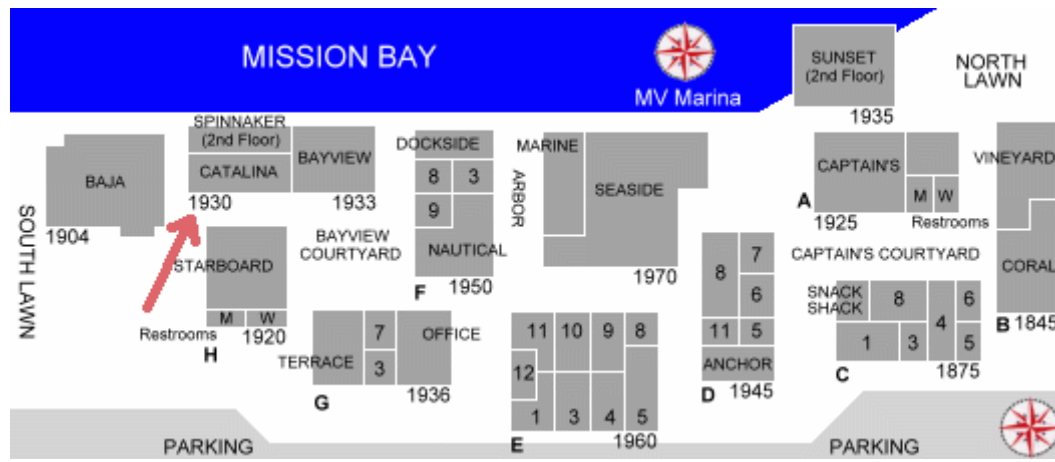 MISSION BAY
MV Marina
SUNSET
(2nd Floor)
1935
NORTH
LAWN
SPINNAKER
(2nd Floor)
CATALINA
1930
BAYVIEW
1933
BAJA
1904
SOUTH LAWN
STARBOARD
M W
Restrooms
H
1920
BAYVIEW
COURTYARD
DOCKSIDE
8 3
9
NAUTICAL
F
1950
ARBOR
MARINE
SEASIDE
1970
CAPTAIN'S
M W
Restrooms
A
1925
VINEYARD
CORAL
B
1845
CAPTAIN'S COURTYARD
TERRACE
7
3
OFFICE
G
1936
11 10 9 8
12
1 3 4 5
E
1960
8 7
6
11 5
ANCHOR
D
1945
SNACK
SHACK
8 6
4
1 3 5
C
1875
PARKING
PARKING